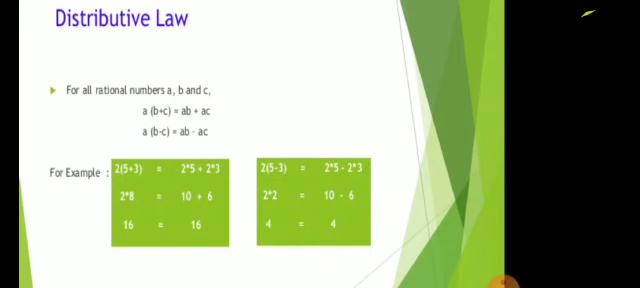 Distributive Law
For all rational numbers a, b and c,
a (b+c) = ab + ac
a (b-c) = ab - ac
For Example :
2(5+3) = 2*5 + 2*3
2*8 = 10 + 6
16 = 16
2(5-3) = 2*5 - 2*3
2*2 = 10 - 6
4 = 4